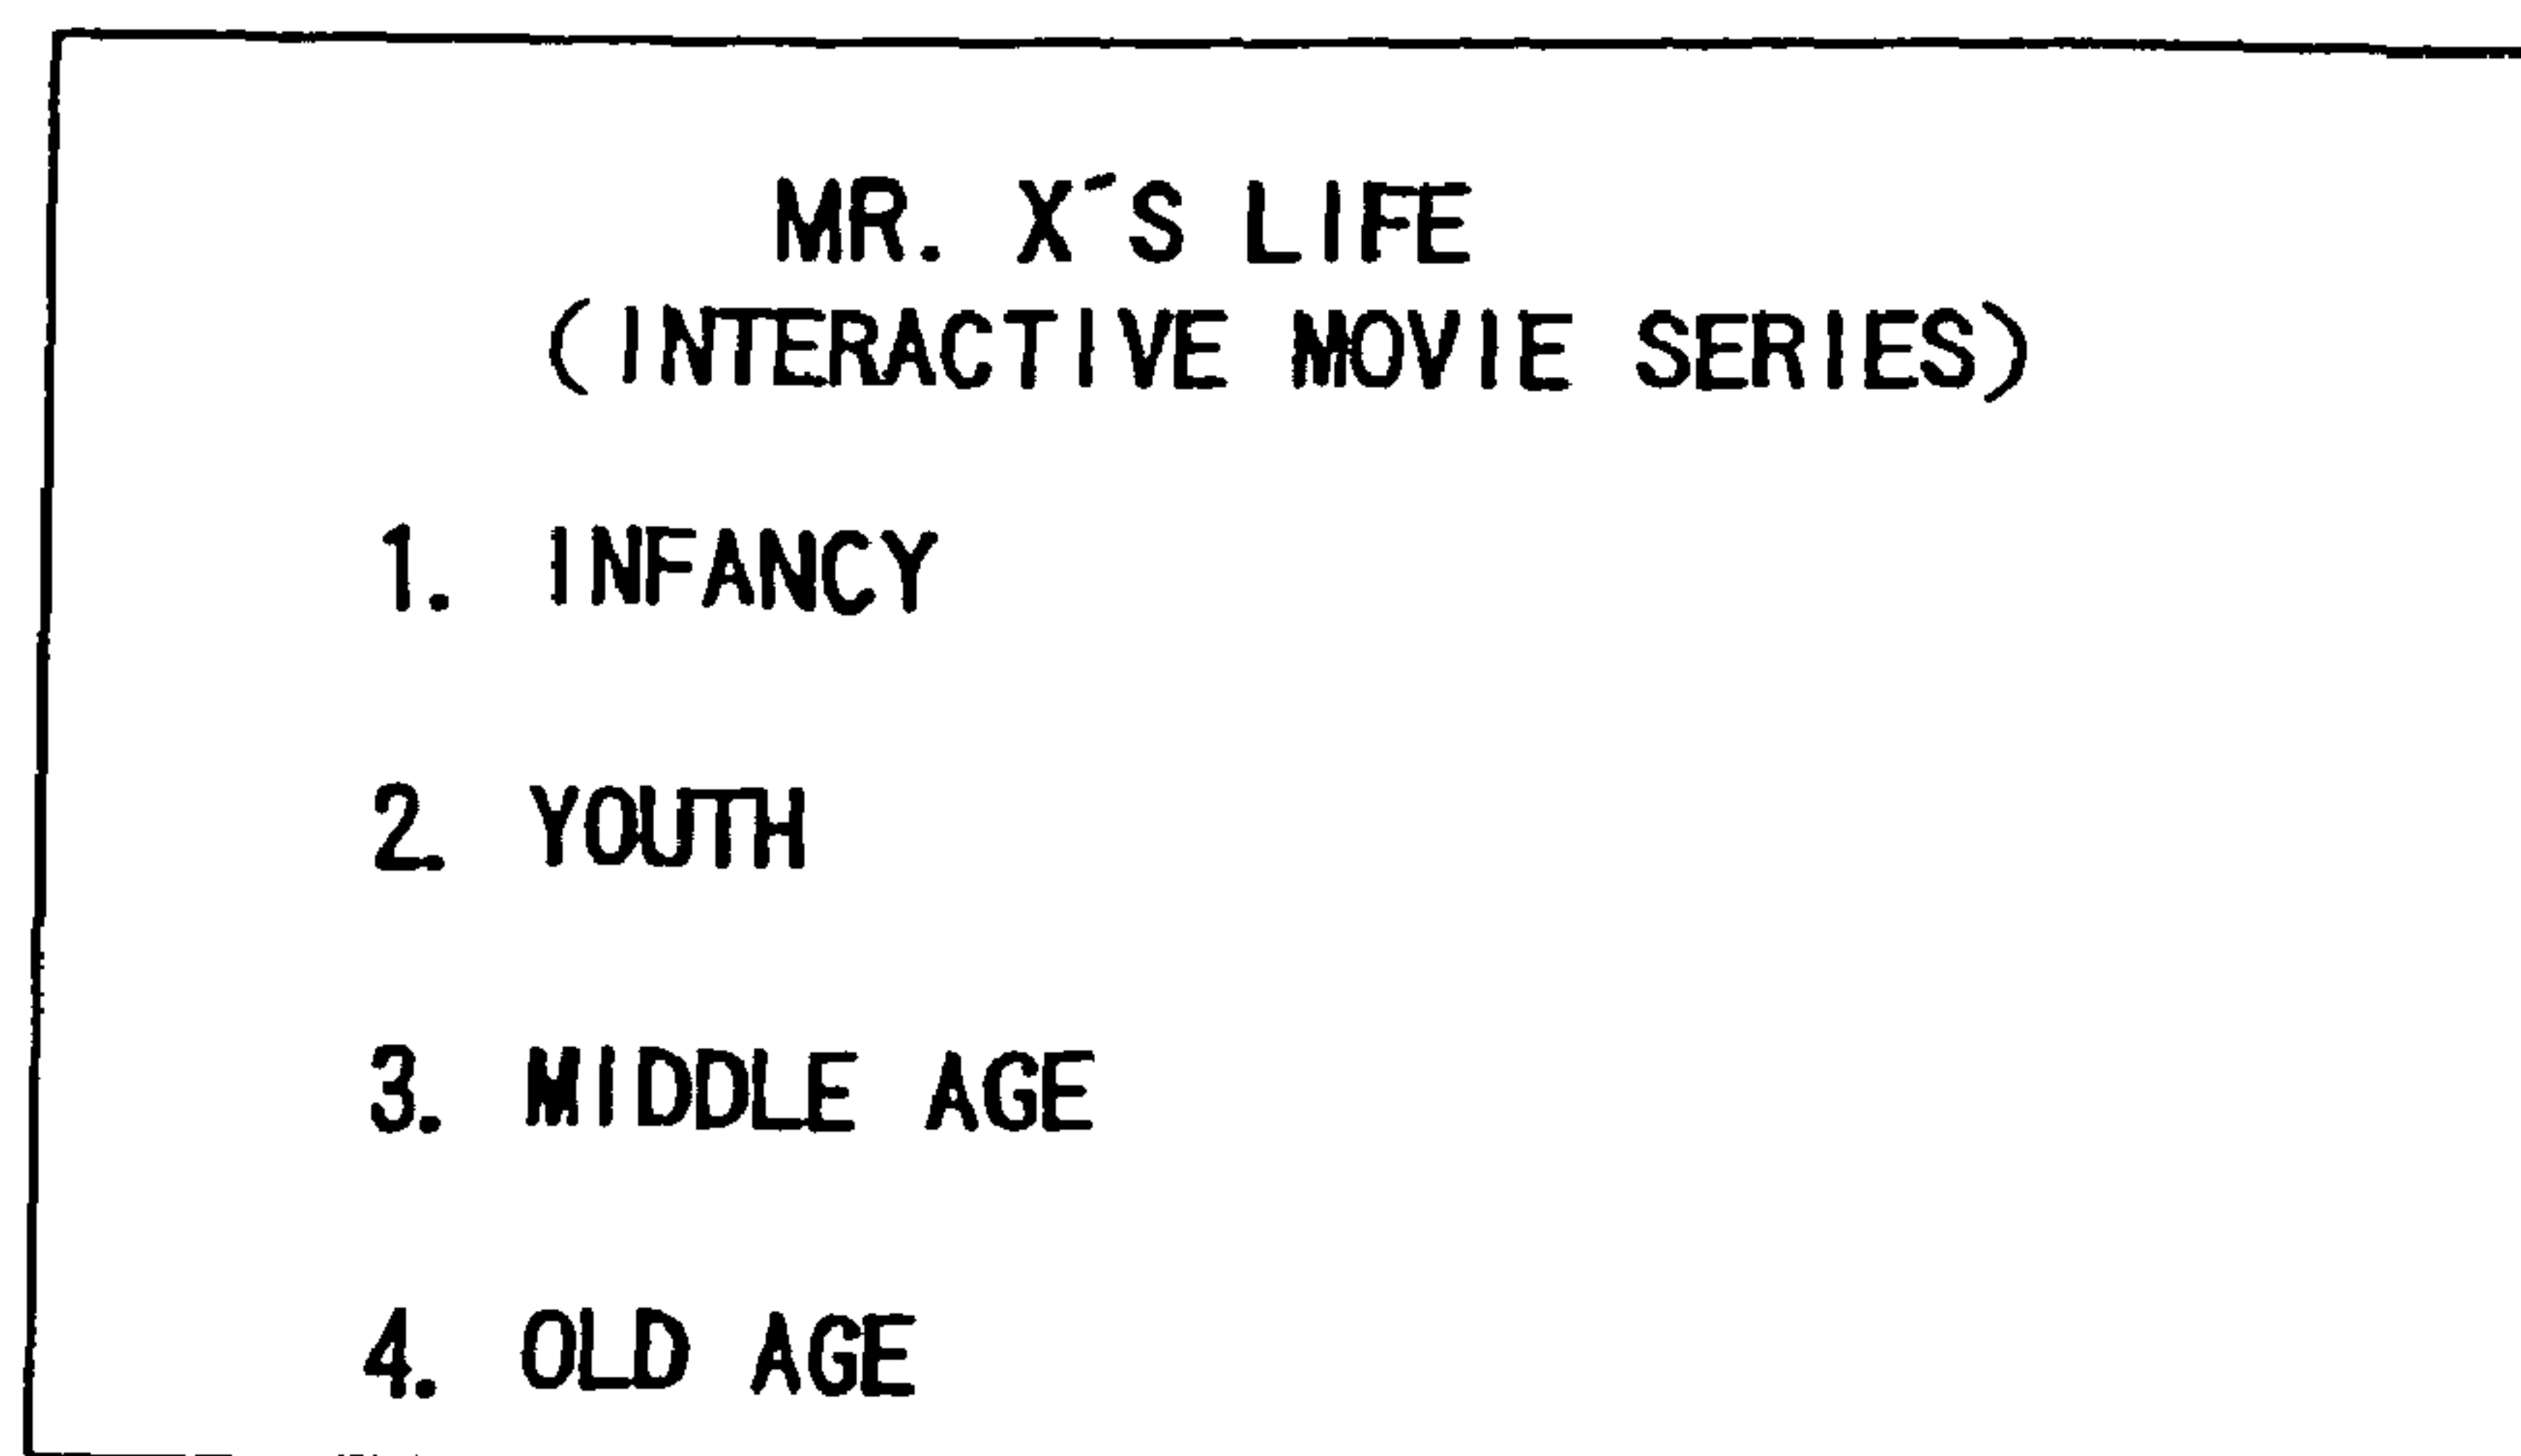 MR. X´S LIFE
(INTERACTIVE MOVIE SERIES)
1. INFANCY
2. YOUTH
3. MIDDLE AGE
4. OLD AGE